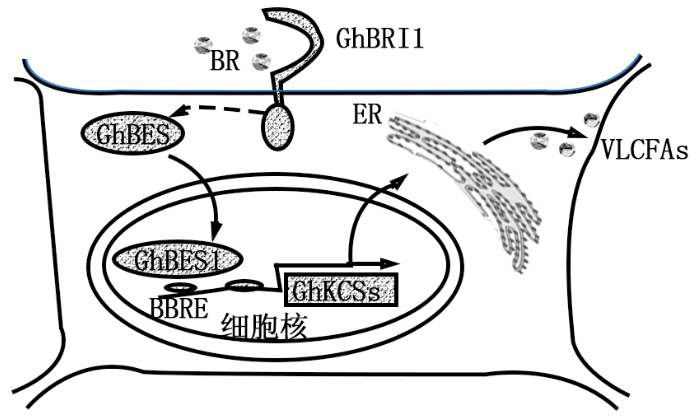 GhBRI1
BR
ER
GhBES
VLCFAs
GhBES1
BBRE
GhKCSs
细胞核